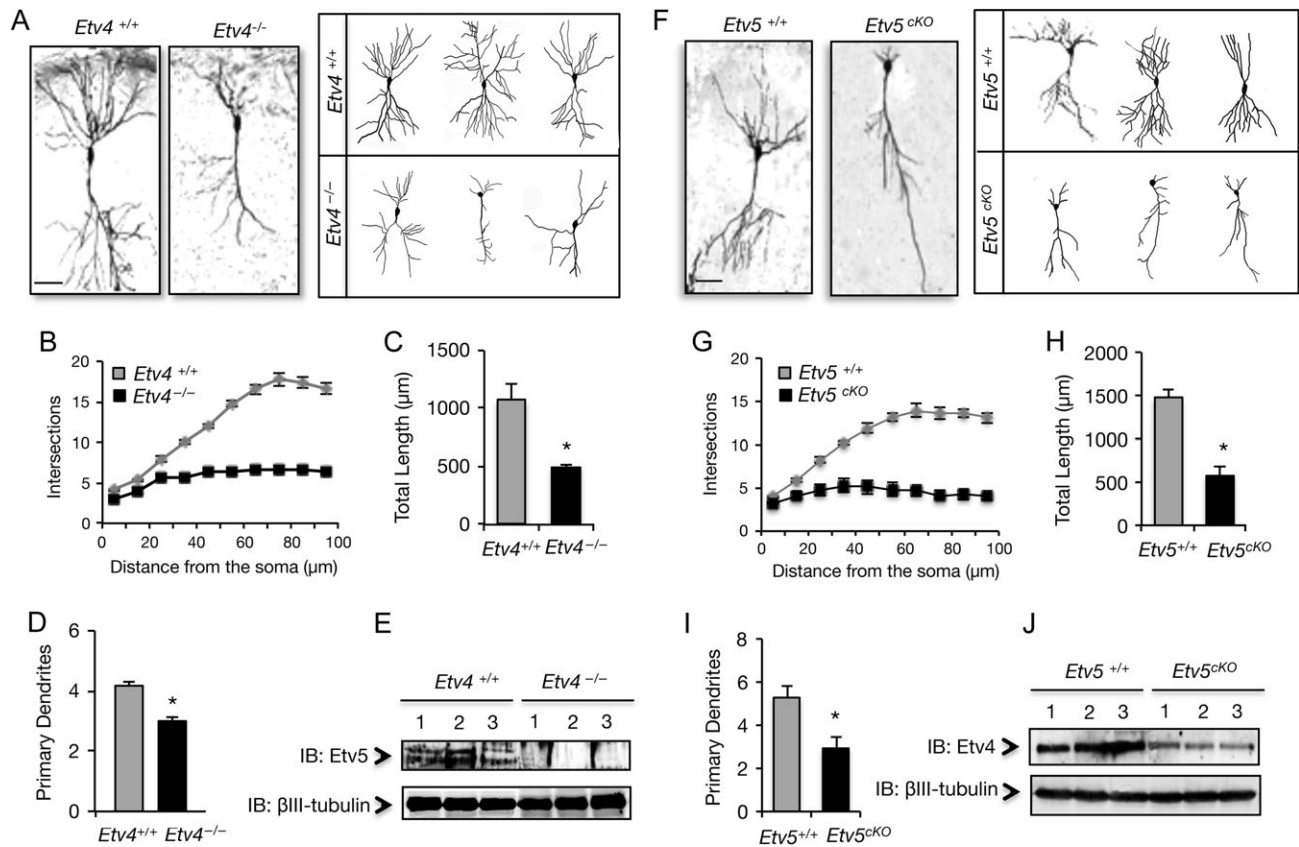 A
Etv4 +/+
Etv4-/-
Etv4 +/+
Etv4 -/-
B
Etv4 +/+
Etv4 -/-
Intersections
20
15
10
5
0
0 20 40 60 80 100
Distance from the soma (µm)
C
Total Length (µm)
1500
1000
500
0
*
Etv4+/+ Etv4-/-
D
Primary Dendrites
6
4
2
0
*
Etv4+/+ Etv4-/-
E
Etv4 +/+ Etv4 -/-
1 2 3 1 2 3
IB: Etv5
IB: βIII-tubulin
F
Etv5 +/+
Etv5 cKO
Etv5 +/+
Etv5 cKO
G
Etv5 +/+
Etv5 cKO
Intersections
20
15
10
5
0
0 20 40 60 80 100
Distance from the soma (µm)
H
Total Length (µm)
2000
1500
1000
500
0
*
Etv5+/+ Etv5cKO
I
Primary Dendrites
8
6
4
2
0
*
Etv5+/+ Etv5cKO
J
Etv5 +/+ Etv5cKO
1 2 3 1 2 3
IB: Etv4
IB: βIII-tubulin